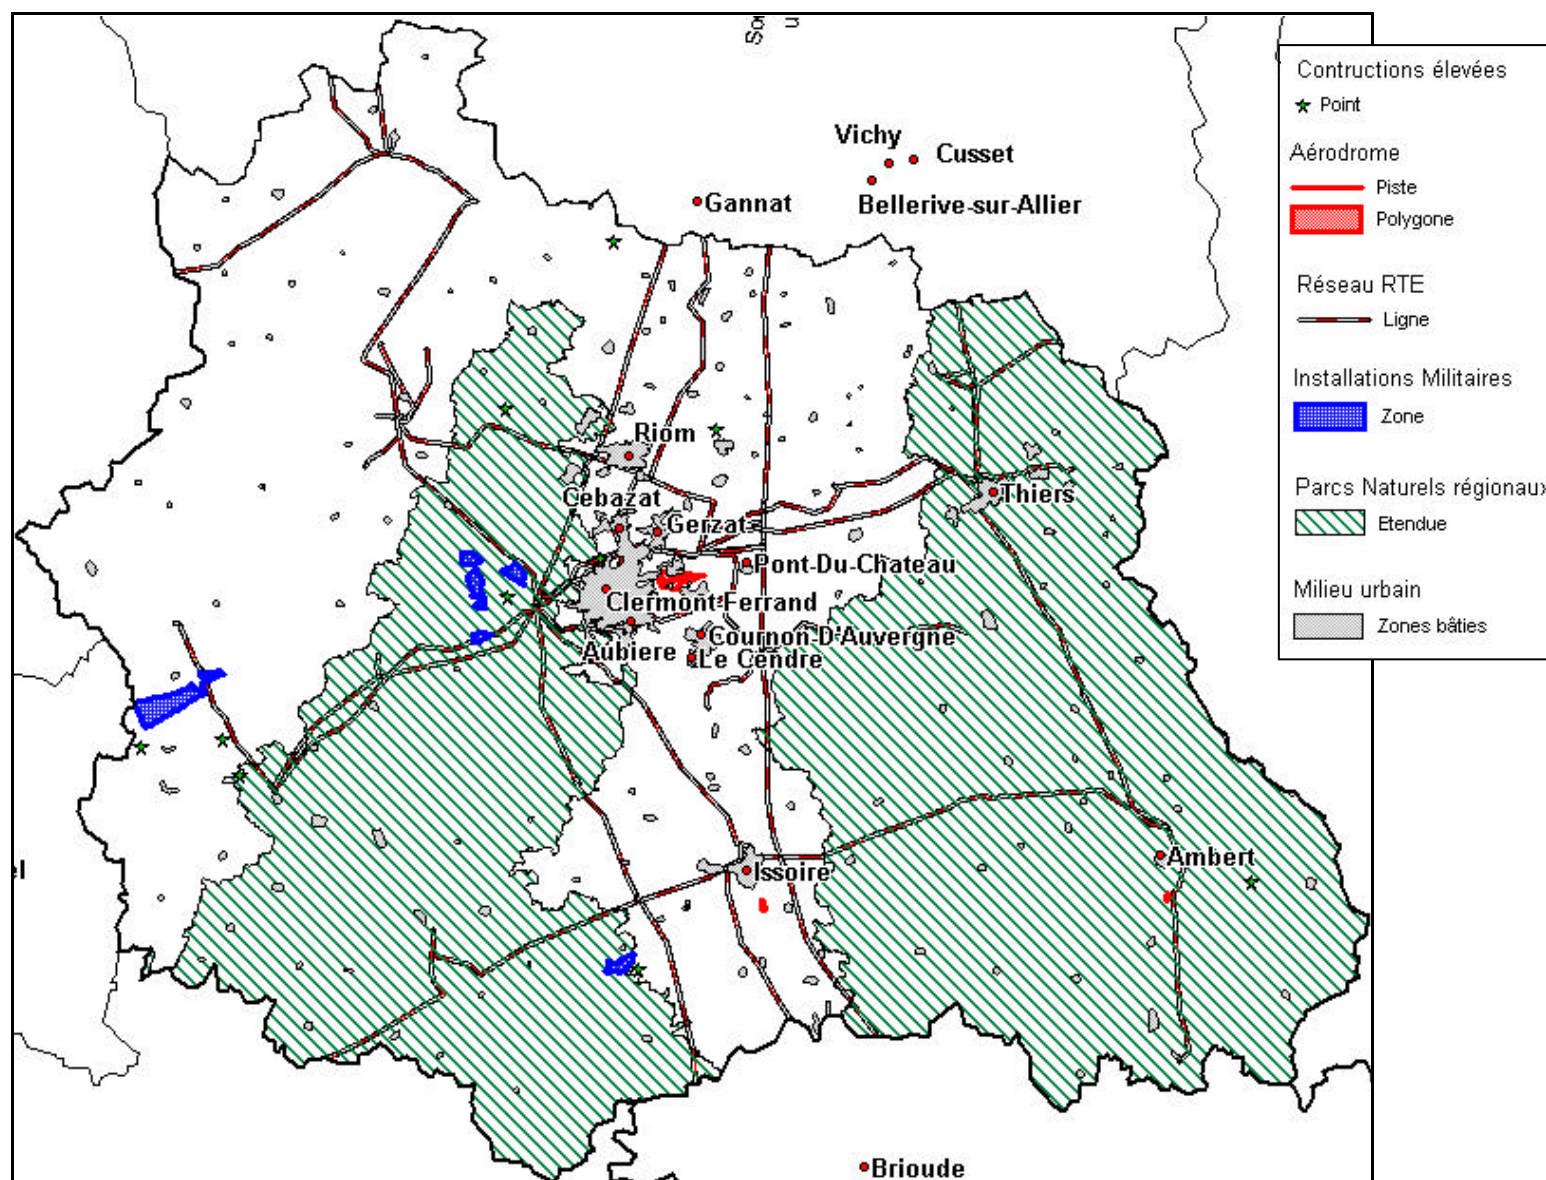 Contructions élevées
Point
Aérodrome
Piste
Polygone
Réseau RTE
Ligne
Installations Militaires
Zone
Parcs Naturels régionaux
Etendue
Milieu urbain
Zones bâties
Vichy
Cusset
Bellerive-sur-Allier
Gannat
Riom
Cebazat
Gerzat
Thiers
Pont-Du-Chateau
Clermont-Ferrand
Cournon-D'Auvergne
Aubiere
Le Cendre
Issoire
Ambert
Brioude